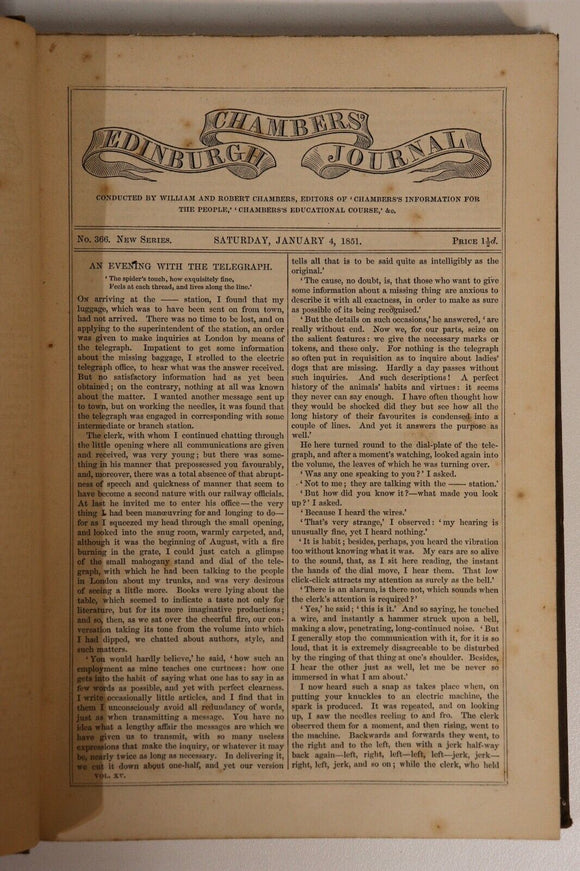 CHAMBERS'
EDINBURGH JOURNAL
CONDUCTED BY WILLIAM AND ROBERT CHAMBERS, EDITORS OF 'CHAMBERS'S INFORMATION FOR
THE PEOPLE,' 'CHAMBERS'S EDUCATIONAL COURSE,' &c.
No. 366. NEW SERIES. SATURDAY, JANUARY 4, 1851. PRICE 1½d.
AN EVENING WITH THE TELEGRAPH.
'The spider's touch, how exquisitely fine,
Feels at each thread, and lives along the line.'
ON arriving at the —— station, I found that my
luggage, which was to have been sent on from town,
had not arrived. There was no time to be lost, and on
applying to the superintendent of the station, an order
was given to make inquiries at London by means of
the telegraph. Impatient to get some information
about the missing baggage, I strolled to the electric
telegraph office, to hear what was the answer received.
But no satisfactory information had as yet been
obtained; on the contrary, nothing at all was known
about the matter. I wanted another message sent up
to town, but on working the needles, it was found that
the telegraph was engaged in corresponding with some
intermediate or branch station.
The clerk, with whom I continued chatting through
the little opening where all communications are given
and received, was very young; but there was some-
thing in his manner that prepossessed you favourably,
and, moreover, there was a total absence of that abrupt-
ness of speech and quickness of manner that seem to
have become a second nature with our railway officials.
At last he invited me to enter his office—the very
thing I had been manœuvring for and longing to do—
for as I squeezed my head through the small opening,
and looked into the snug room, warmly carpeted, and,
although it was the beginning of August, with a fire
burning in the grate, I could just catch a glimpse
of the small mahogany stand and dial of the tele-
graph, with which he had been talking to the people
in London about my trunks, and was very desirous
of seeing a little more. Books were lying about the
table, which seemed to indicate a taste not only for
literature, but for its more imaginative productions;
and so, then, as we sat over the cheerful fire, our con-
versation taking its tone from the volume into which
I had dipped, we chatted about authors, style, and
such matters.
'You would hardly believe,' he said, 'how such an
employment as mine teaches one curtness: how one
gets into the habit of saying what one has to say in as
few words as possible, and yet with perfect clearness.
I write occasionally little articles, and I find that in
them I unconsciously avoid all redundancy of words,
just as when transmitting a message. You have no
idea what a lengthy affair the messages are which we
have given us to transmit, with so many useless
expressions that make the inquiry, or whatever it may
be, nearly twice as long as necessary. In delivering it,
we cut it down about one-half, and yet our version
VOL. XV.
tells all that is to be said quite as intelligibly as the
original.'
'The cause, no doubt, is, that those who want to give
some information about a missing thing are anxious to
describe it with all exactness, in order to make as sure
as possible of its being recognised.'
'But the details on such occasions,' he answered, 'are
really without end. Now we, for our parts, seize on
the salient features: we give the necessary marks or
tokens, and these only. For nothing is the telegraph
so often put in requisition as to inquire about ladies'
dogs that are missing. Hardly a day passes without
such inquiries. And such descriptions! A perfect
history of the animals' habits and virtues: it seems
they never can say enough. I have often thought how
they would be shocked did they but see how all the
long history of their favourites is condensed into a
couple of lines. And yet it answers the purpose as
well.'
He here turned round to the dial-plate of the tele-
graph, and after a moment's watching, looked again into
the volume, the leaves of which he was turning over.
'Was any one speaking to you?' I asked.
'Not to me; they are talking with the —— station.'
'But how did you know it?—what made you look
up?' I asked.
'Because I heard the wires.'
'That's very strange,' I observed: 'my hearing is
unusually fine, yet I heard nothing.'
'It is habit; besides, perhaps, you heard the vibration
too without knowing what it was. My ears are so alive
to the sound, that, as I sit here reading, the instant
the hands of the dial move, I hear them. That low
click-click attracts my attention as surely as the bell.'
'There is an alarum, is there not, which sounds when
the clerk's attention is required?'
'Yes,' he said; 'this is it.' And so saying, he touched
a wire, and instantly a hammer struck upon a bell,
making a slow, penetrating, long-continued noise. 'But
I generally stop the communication with it, for it is so
loud, that it is extremely disagreeable to be disturbed
by the ringing of that thing at one's shoulder. Besides,
I hear the other just as well, let me be never so
immersed in what I am about.'
I now heard such a snap as takes place when, on
putting your knuckles to an electric machine, the
spark is produced. It was repeated, and on looking
up, I saw the needles reeling to and fro. The clerk
observed them for a moment, and then rising, went to
the machine. Backwards and forwards they went, to
the right and to the left, then with a jerk half-way
back again—left, right, left—left, left—jerk, jerk—
right, left, jerk, and so on; while the clerk, who held